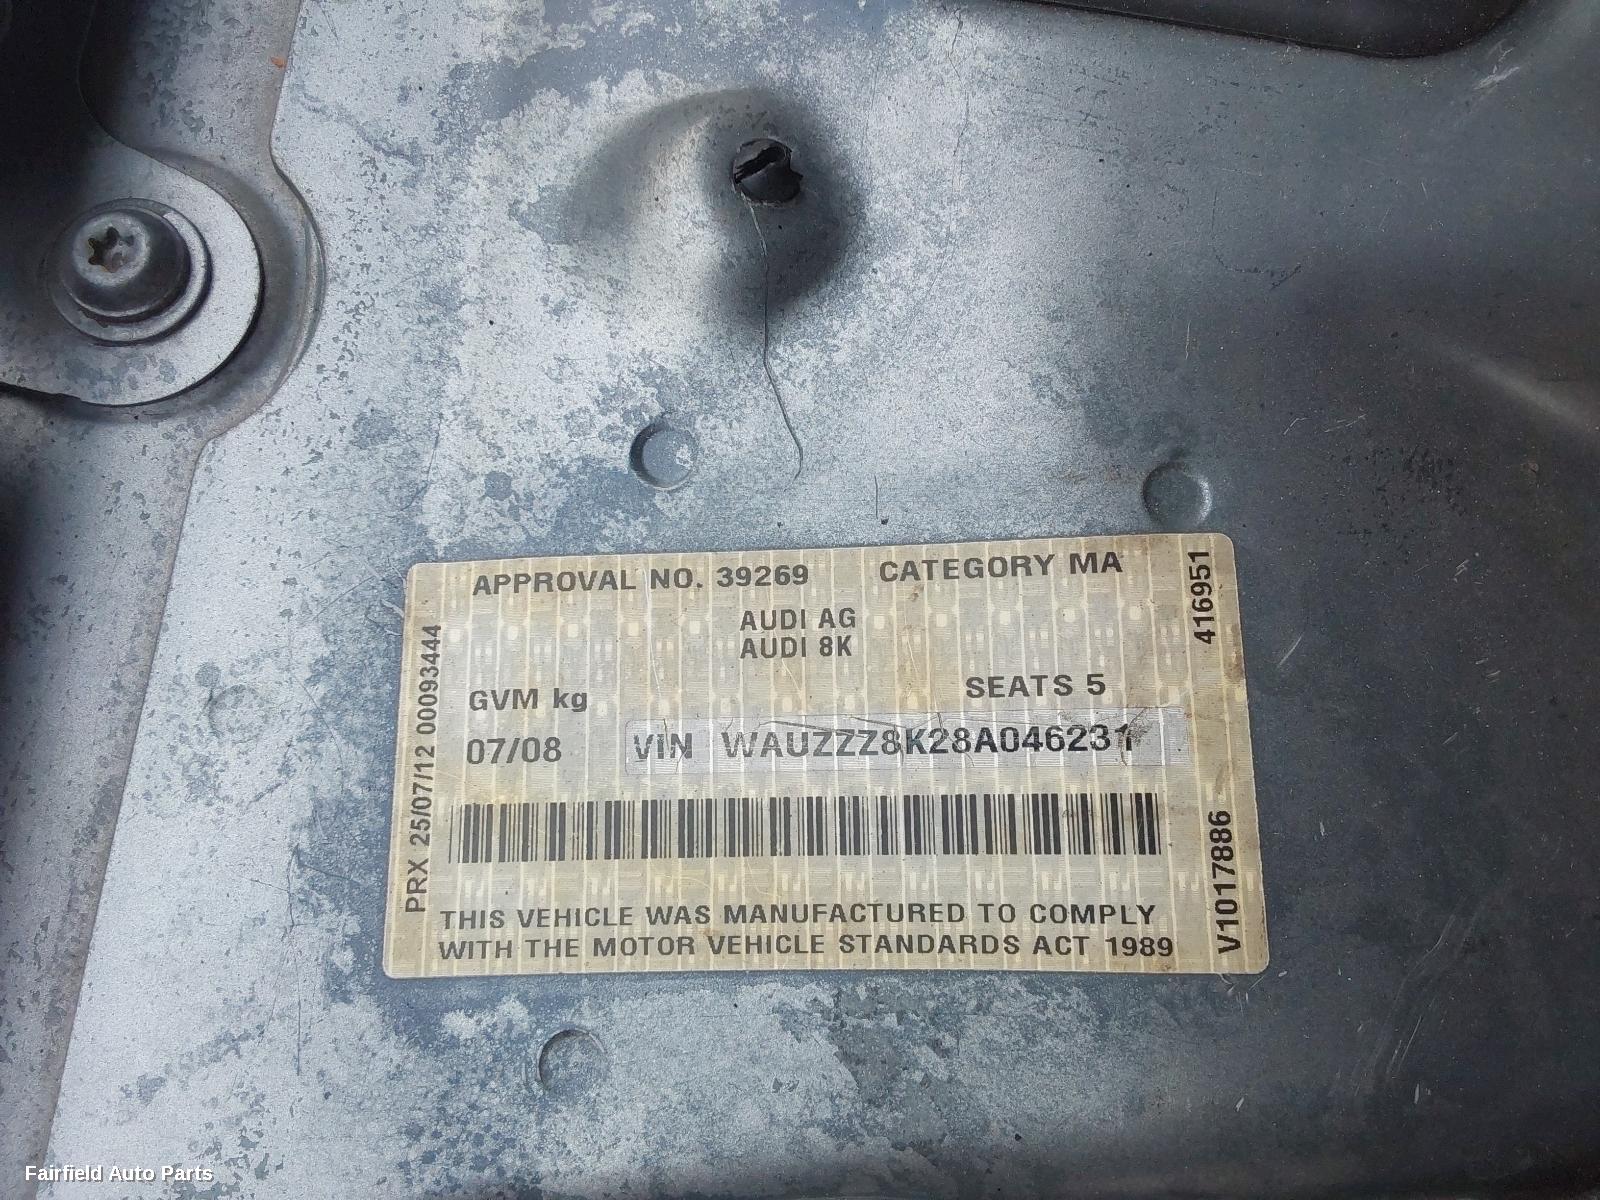 APPROVAL NO. 39269 CATEGORY MA
AUDI AG
AUDI 8K
GVM kg SEATS 5
07/08 VIN WAUZZZ8K28A046231
THIS VEHICLE WAS MANUFACTURED TO COMPLY
WITH THE MOTOR VEHICLE STANDARDS ACT 1989
PRX 25/07/12 00093444
416951
V1017886
Fairfield Auto Parts